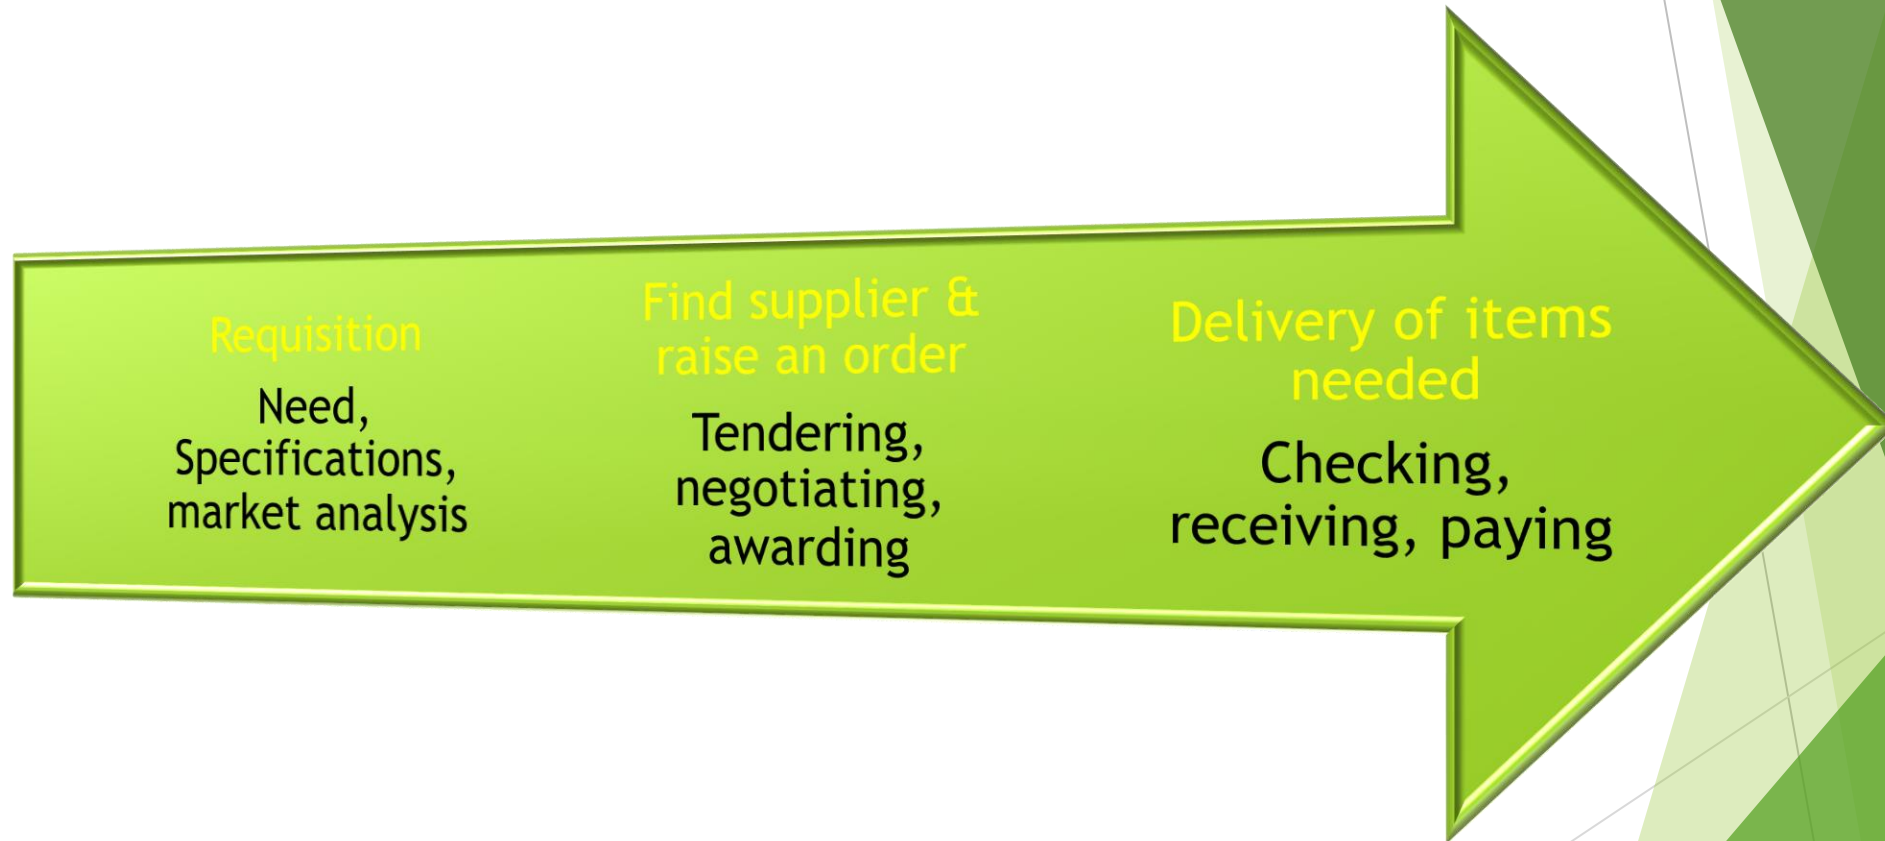 Requisition
Need,
Specifications,
market analysis
Find supplier &
raise an order
Tendering,
negotiating,
awarding
Delivery of items
needed
Checking,
receiving, paying